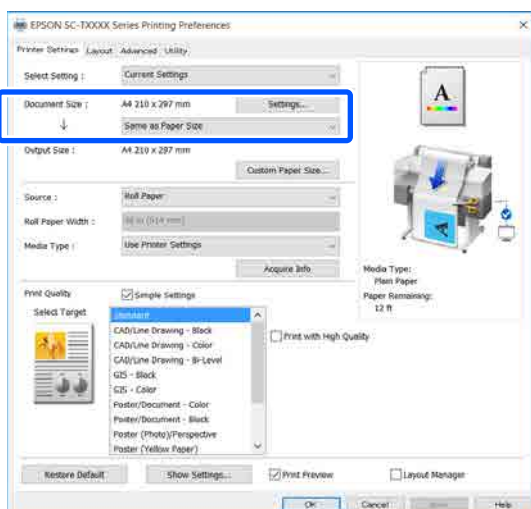 EPSON SC-TXXXX Series Printing Preferences
Printer Settings Layout Advanced Utility
Select Setting : Current Settings
Document Size : A4 210 x 297 mm Settings...
Same as Paper Size
Output Size : A4 210 x 297 mm
Custom Paper Size...
Source : Roll Paper
Roll Paper Width :
Media Type : Use Printer Settings
Acquire Info
Media Type:
Plain Paper
Paper Remaining:
12 ft
Print Quality Simple Settings
Select Target
Standard
CAD/Line Drawing - Black
CAD/Line Drawing - Color
CAD/Line Drawing - Bi-Level
GIS - Black
GIS - Color
Poster/Document - Color
Poster/Document - Black
Poster (Photo)/Perspective
Poster (Yellow Paper)
Print with High Quality
Restore Default Show Settings... Print Preview Layout Manager
OK Cancel Help
A
A